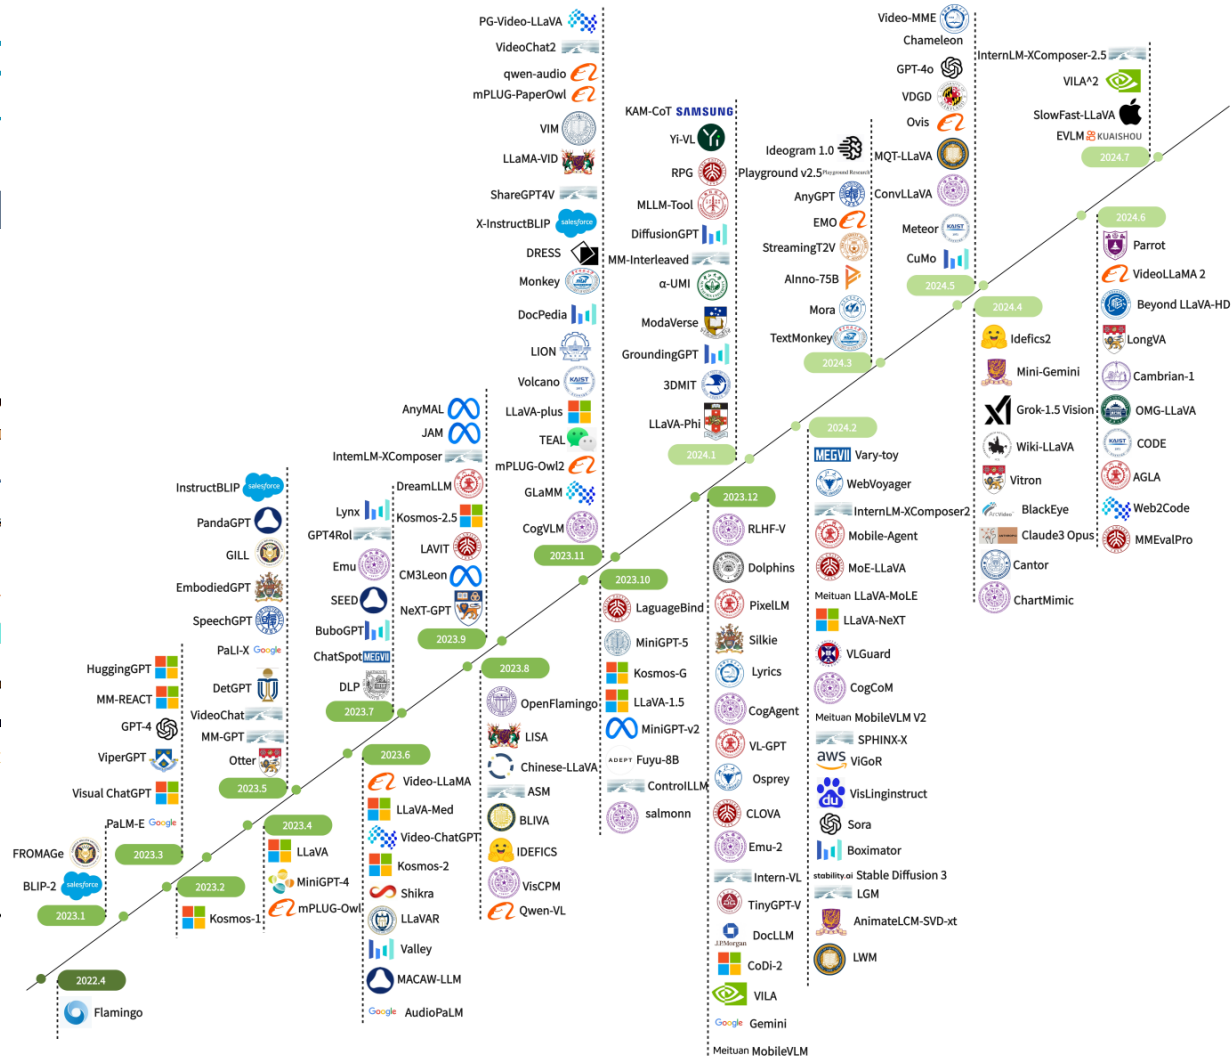 2022.4
Flamingo
2023.1
BLIP-2 salesforce
FROMAGe
2023.2
Kosmos-1
2023.3
PaLM-E Google
Visual ChatGPT
ViperGPT
GPT-4
MM-REACT
HuggingGPT
2023.4
LLaVA
MiniGPT-4
mPLUG-Owl
2023.5
Otter
MM-GPT
VideoChat
DetGPT
PaLI-X Google
SpeechGPT
EmbodiedGPT
GILL
PandaGPT
InstructBLIP salesforce
2023.6
Video-LLaMA
LLaVA-Med
Video-ChatGPT
Kosmos-2
Shikra
LLaVAR
Valley
MACAW-LLM
Google AudioPaLM
2023.7
DLP
ChatSpot MEGVII
BuboGPT
SEED
Emu
GPT4Rol
Lynx
2023.8
OpenFlamingo
LISA
Chinese-LLaVA
ASM
BLIVA
IDEFICS
VisCPM
Qwen-VL
2023.9
NeXT-GPT
CM3Leon
LAVIT
Kosmos-2.5
DreamLLM
InternLM-XComposer
JAM
AnyMAL
2023.10
LaguageBind
MiniGPT-5
Kosmos-G
LLaVA-1.5
MiniGPT-v2
ADEPT Fuyu-8B
ControlLLM
salmonn
2023.11
CogVLM
GLaMM
mPLUG-Owl2
TEAL
LLaVA-plus
Volcano KAIST
LION
DocPedia
Monkey
DRESS
X-InstructBLIP salesforce
ShareGPT4V
LLaMA-VID
VIM
mPLUG-PaperOwl
qwen-audio
VideoChat2
PG-Video-LLaVA
2023.12
RLHF-V
Dolphins
PixelLM
Silkie
Lyrics
CogAgent
VL-GPT
Osprey
CLOVA
Emu-2
Intern-VL
TinyGPT-V
DocLLM
J.P.Morgan
CoDi-2
VILA
Google Gemini
Meituan MobileVLM
2024.1
LLaVA-Phi
3DMIT
GroundingGPT
ModaVerse
α-UMI
MM-Interleaved
DiffusionGPT
MLLM-Tool
RPG
Yi-VL
KAM-CoT SAMSUNG
2024.2
MEGVII Vary-toy
WebVoyager
InternLM-XComposer2
Mobile-Agent
MoE-LLaVA
Meituan LLaVA-MoLE
LLaVA-NeXT
VLGuard
CogCoM
Meituan MobileVLM V2
SPHINX-X
aws ViGoR
du VisLinginstruct
Sora
Boximator
stability.ai Stable Diffusion 3
LGM
AnimateLCM-SVD-xt
LWM
2024.3
TextMonkey
Mora
AInno-75B
StreamingT2V
EMO
AnyGPT
Playground v2.5 Playground Research
Ideogram 1.0
2024.4
Idefics2
Mini-Gemini
Grok-1.5 Vision
Wiki-LLaVA
Vitron
BlackEye
Claude3 Opus
Cantor
ChartMimic
2024.5
CuMo
Meteor KAIST
ConvLLaVA
MQT-LLaVA
Ovis
VDGD
GPT-4o
Chameleon
Video-MME
2024.6
Parrot
VideoLLaMA 2
Beyond LLaVA-HD
LongVA
Cambrian-1
OMG-LLaVA
KAIST CODE
AGLA
Web2Code
MMEvalPro
2024.7
EVLM KUAISHOU
SlowFast-LLaVA
VILA^2
InternLM-XComposer-2.5